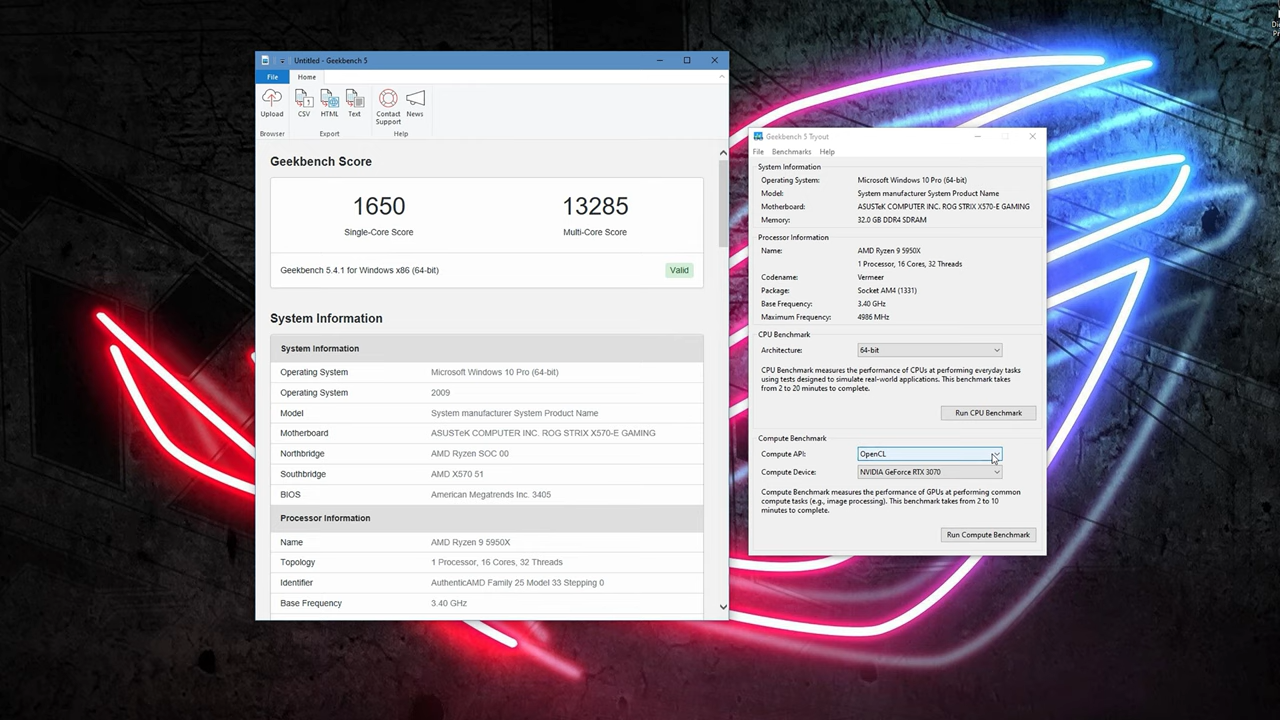 Untitled - Geekbench 5
File
Home
Upload
CSV
HTML
Text
Contact
Support
News
Browser
Export
Help
Geekbench Score
1650
13285
Single-Core Score
Multi-Core Score
Geekbench 5.4.1 for Windows x86 (64-bit)
Valid
System Information
System Information
Operating System Microsoft Windows 10 Pro (64-bit)
Operating System 2009
Model System manufacturer System Product Name
Motherboard ASUSTeK COMPUTER INC. ROG STRIX X570-E GAMING
Northbridge AMD Ryzen SOC 00
Southbridge AMD X570 51
BIOS American Megatrends Inc. 3405
Processor Information
Name AMD Ryzen 9 5950X
Topology 1 Processor, 16 Cores, 32 Threads
Identifier AuthenticAMD Family 25 Model 33 Stepping 0
Base Frequency 3.40 GHz
Geekbench 5 Tryout
File Benchmarks Help
System Information
Operating System: Microsoft Windows 10 Pro (64-bit)
Model: System manufacturer System Product Name
Motherboard: ASUSTeK COMPUTER INC. ROG STRIX X570-E GAMING
Memory: 32.0 GB DDR4 SDRAM
Processor Information
Name: AMD Ryzen 9 5950X
1 Processor, 16 Cores, 32 Threads
Codename: Vermeer
Package: Socket AM4 (1331)
Base Frequency: 3.40 GHz
Maximum Frequency: 4986 MHz
CPU Benchmark
Architecture: 64-bit
CPU Benchmark measures the performance of CPUs at performing everyday tasks
using tests designed to simulate real-world applications. This benchmark takes
from 2 to 20 minutes to complete.
Run CPU Benchmark
Compute Benchmark
Compute API: OpenCL
Compute Device: NVIDIA GeForce RTX 3070
Compute Benchmark measures the performance of GPUs at performing common
compute tasks (e.g., image processing). This benchmark takes from 2 to 10
minutes to complete.
Run Compute Benchmark